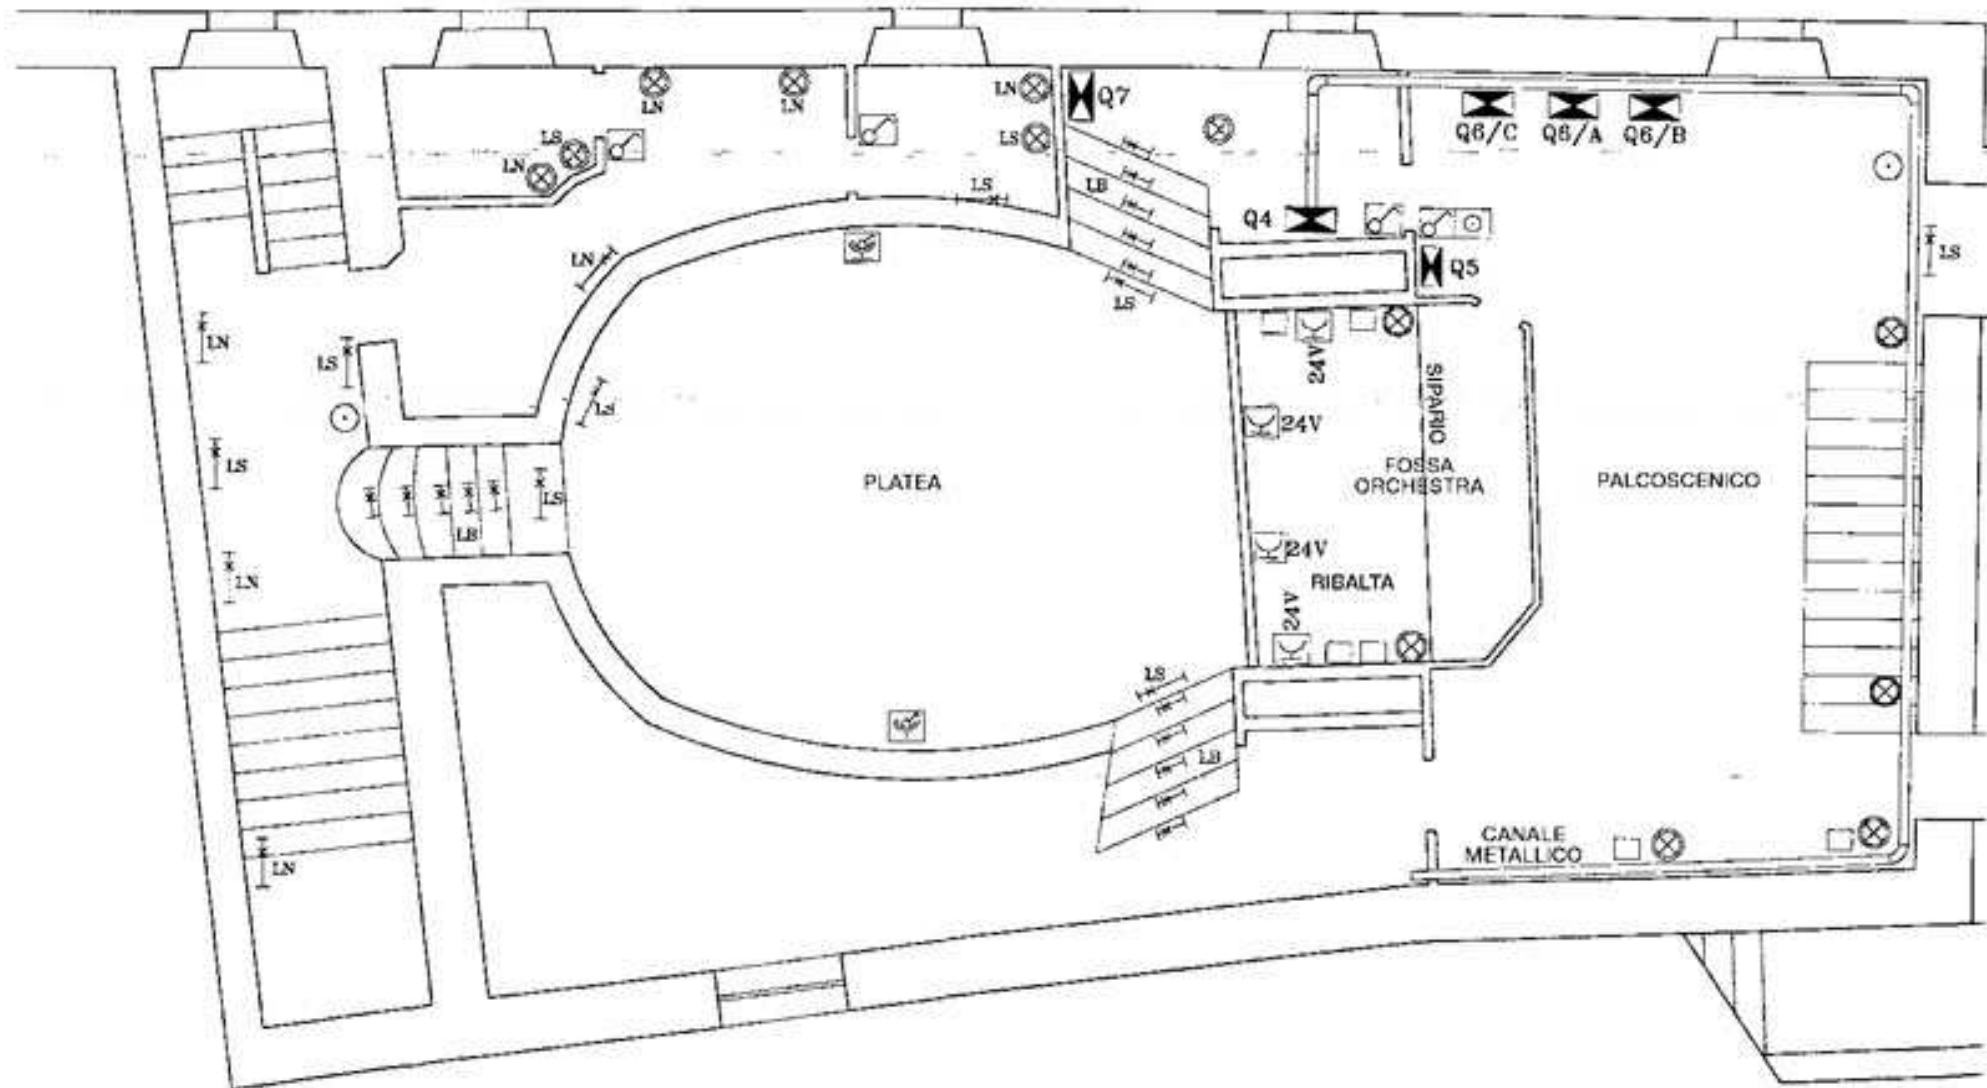 LN
LN
LN
Q7
Q6/C
Q6/A
Q6/B
LS
LN
LS
LS
LB
Q4
LS
LN
Q5
LS
LN
LS
24V
SIPARIO
LS
24V
LS
PLATEA
FOSSA
ORCHESTRA
PALCOSCENICO
LS
LB
24V
LN
RIBALTA
24V
LS
LB
CANALE
METALLICO
LN